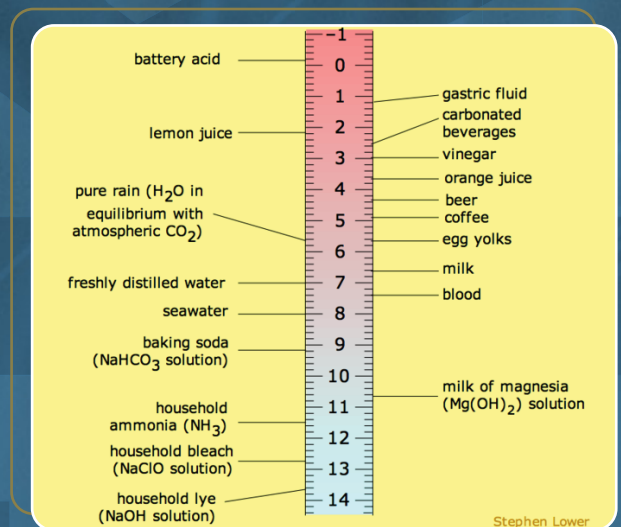 battery acid
lemon juice
pure rain (H₂O in
equilibrium with
atmospheric CO₂)
freshly distilled water
seawater
baking soda
(NaHCO₃ solution)
household
ammonia (NH₃)
household bleach
(NaClO solution)
household lye
(NaOH solution)
–1
0
1
2
3
4
5
6
7
8
9
10
11
12
13
14
gastric fluid
carbonated
beverages
vinegar
orange juice
beer
coffee
egg yolks
milk
blood
milk of magnesia
(Mg(OH)₂) solution
Stephen Lower